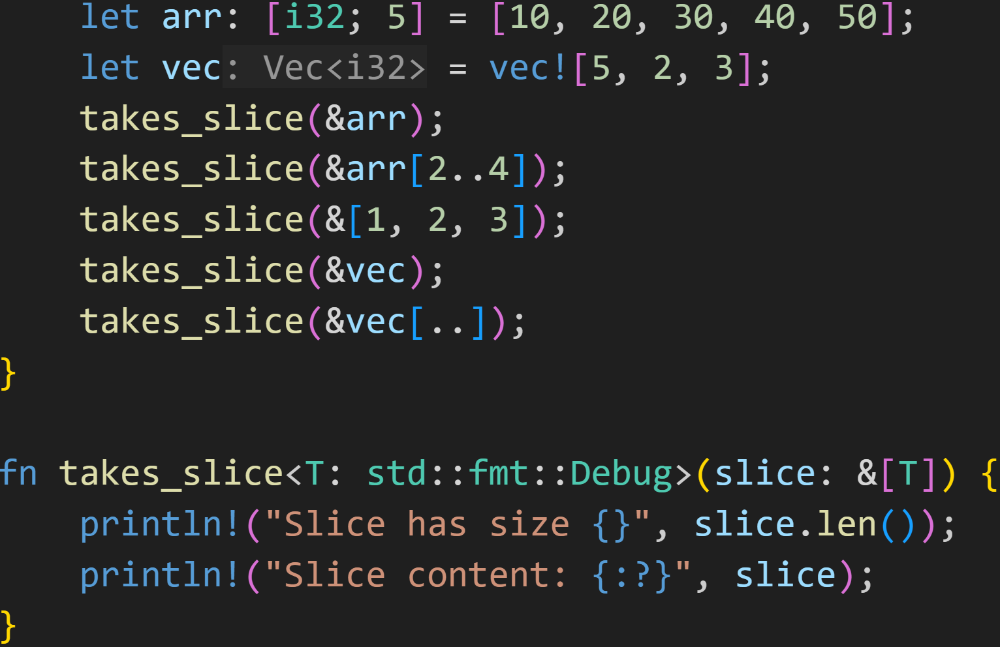 let arr: [i32; 5] = [10, 20, 30, 40, 50];
let vec: Vec<i32> = vec![5, 2, 3];
takes_slice(&arr);
takes_slice(&arr[2..4]);
takes_slice(&[1, 2, 3]);
takes_slice(&vec);
takes_slice(&vec[..]);
}
fn takes_slice<T: std::fmt::Debug>(slice: &[T]) {
println!("Slice has size {}", slice.len());
println!("Slice content: {:?}", slice);
}